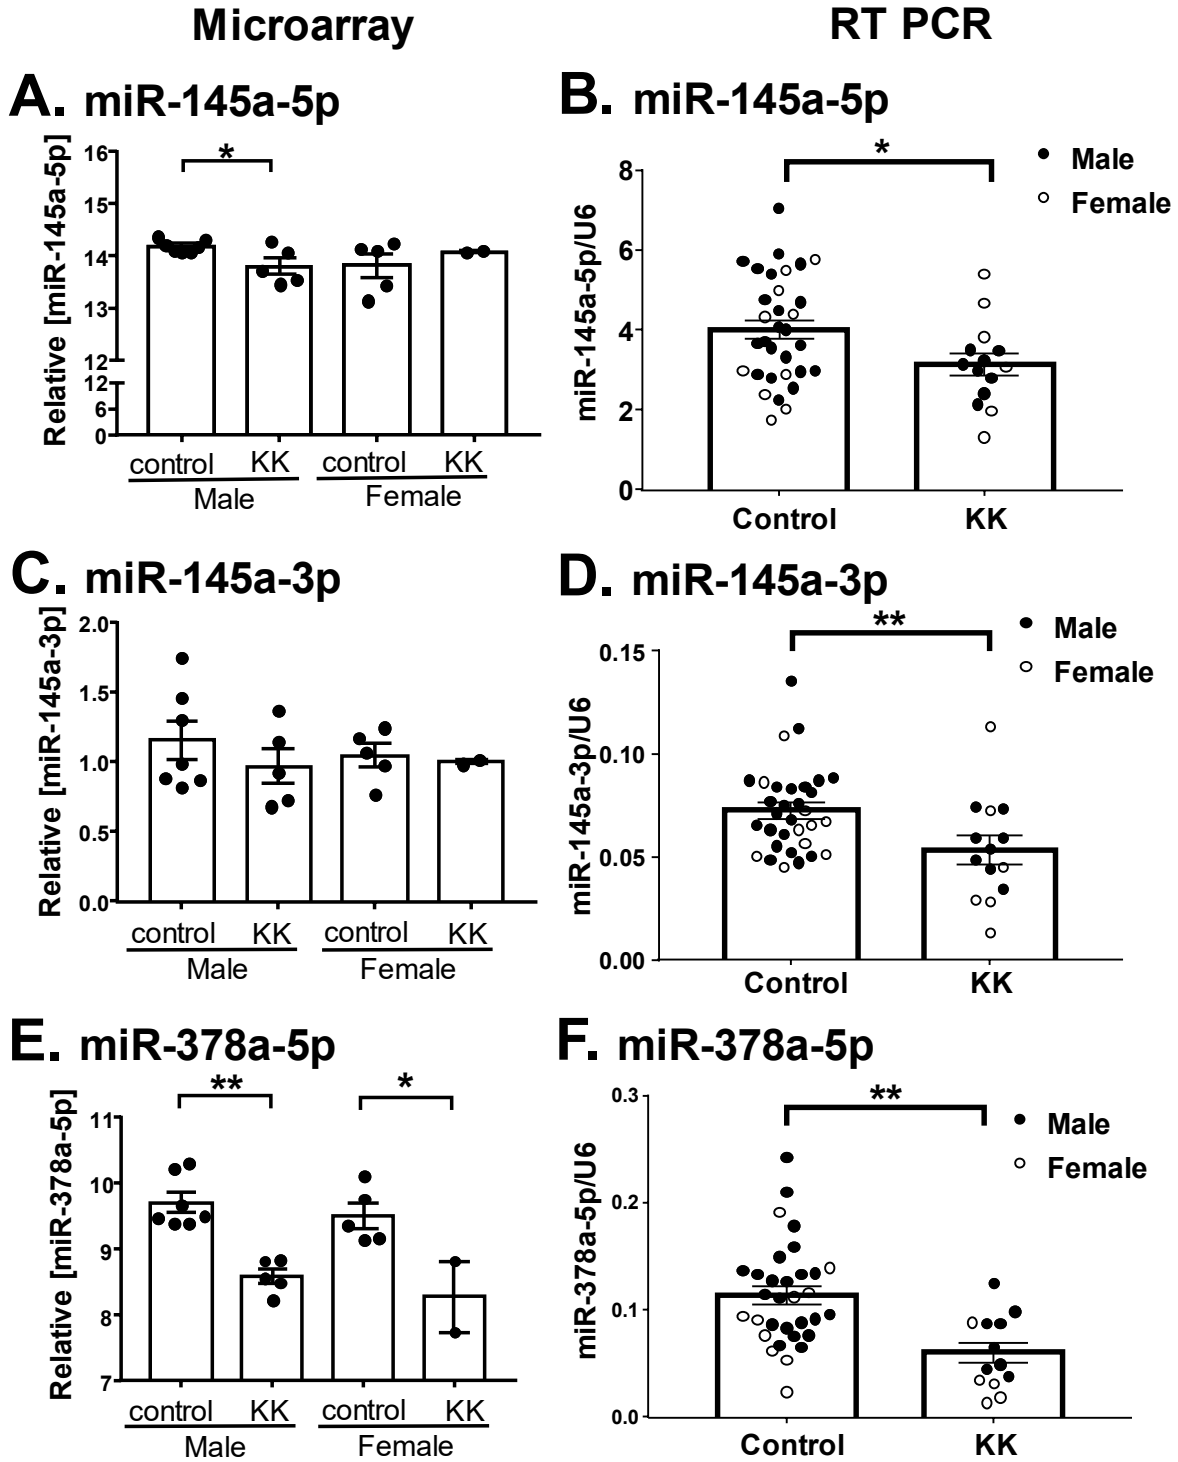 Microarray
RT PCR
A. miR-145a-5p
Relative [miR-145a-5p]
16
15
14
13
12
12
6
0
*
control
KK
control
KK
Male
Female
B. miR-145a-5p
miR-145a-5p/U6
8
6
4
2
0
*
Male
Female
Control
KK
C. miR-145a-3p
Relative [miR-145a-3p]
2.0
1.5
1.0
0.5
0.0
control
KK
control
KK
Male
Female
D. miR-145a-3p
miR-145a-3p/U6
0.15
0.10
0.05
0.00
**
Male
Female
Control
KK
E. miR-378a-5p
Relative [miR-378a-5p]
11
10
9
8
7
**
*
control
KK
control
KK
Male
Female
F. miR-378a-5p
miR-378a-5p/U6
0.3
0.2
0.1
0.0
**
Male
Female
Control
KK